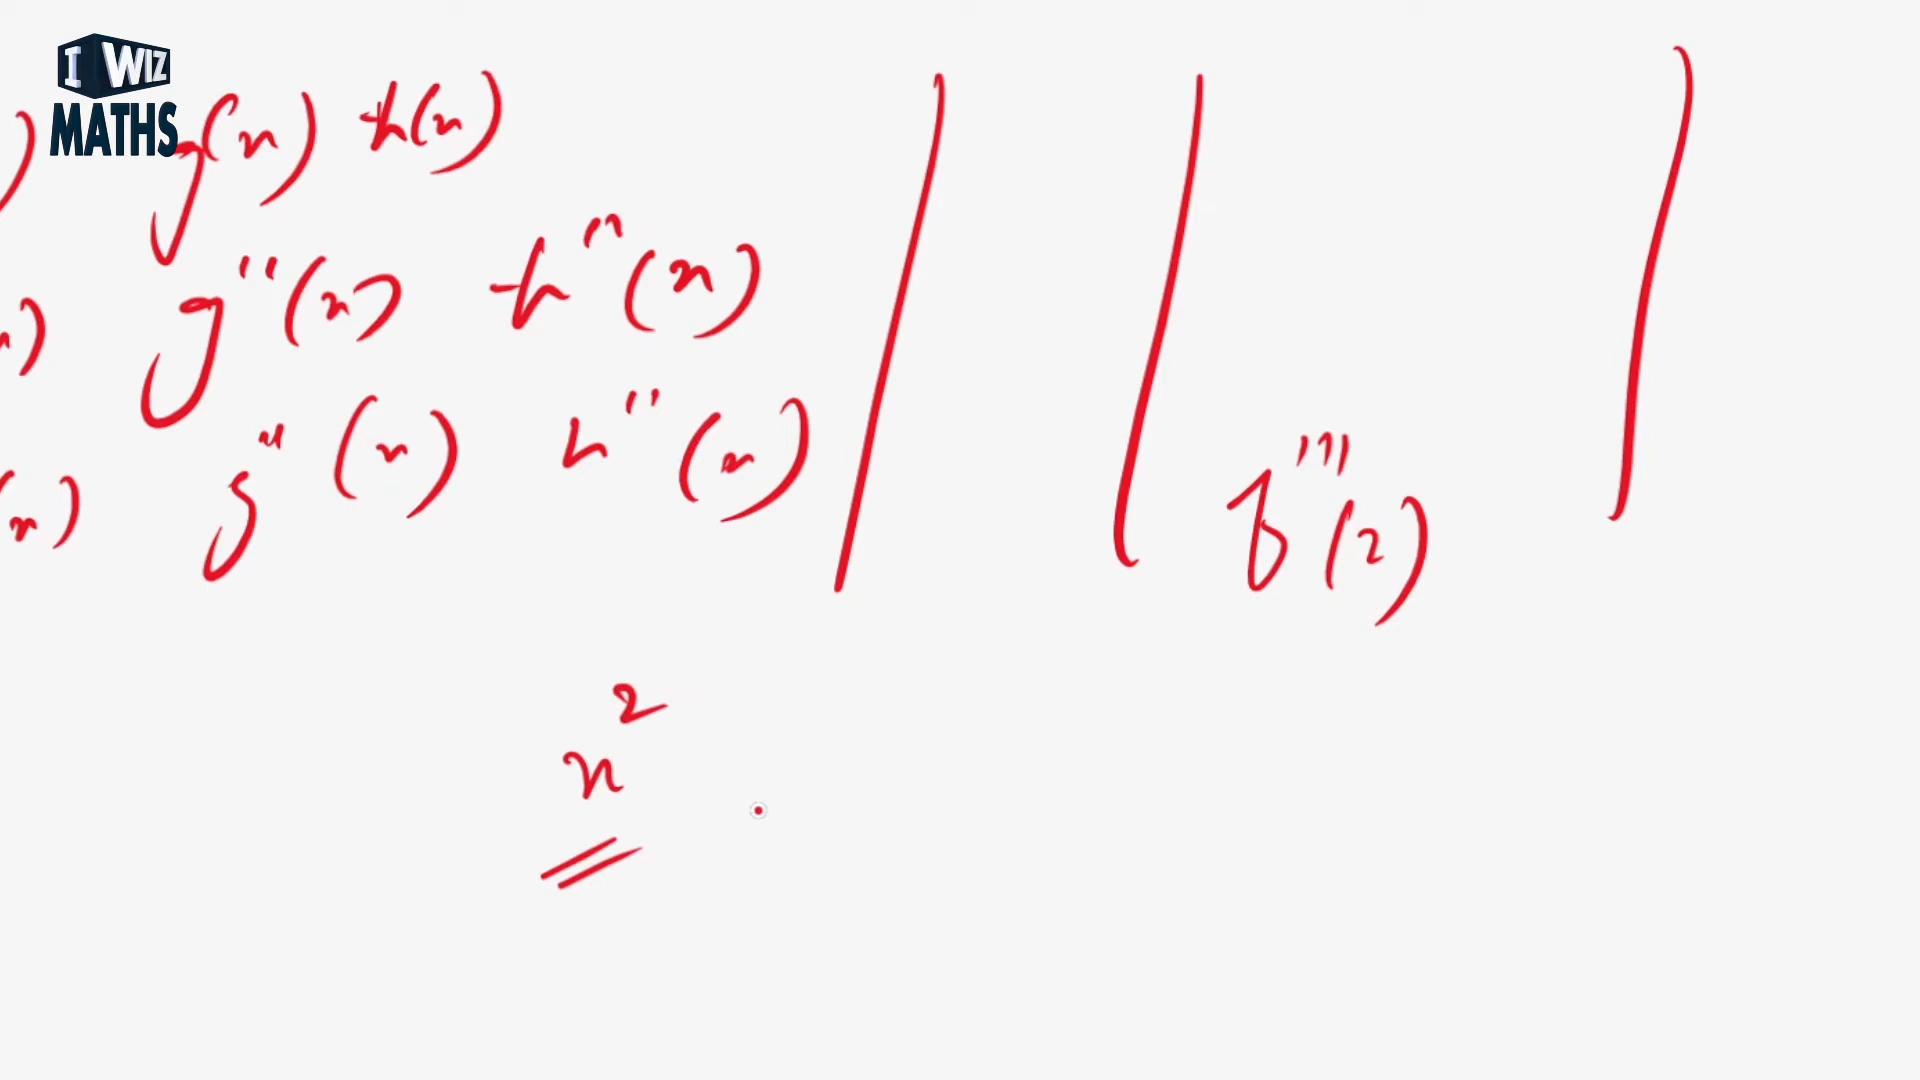 I WIZ
MATHS
) g(x) h(x)
x) g''(x) h''(x)
(x) g''(x) h''(x)
f'''(2)
x²